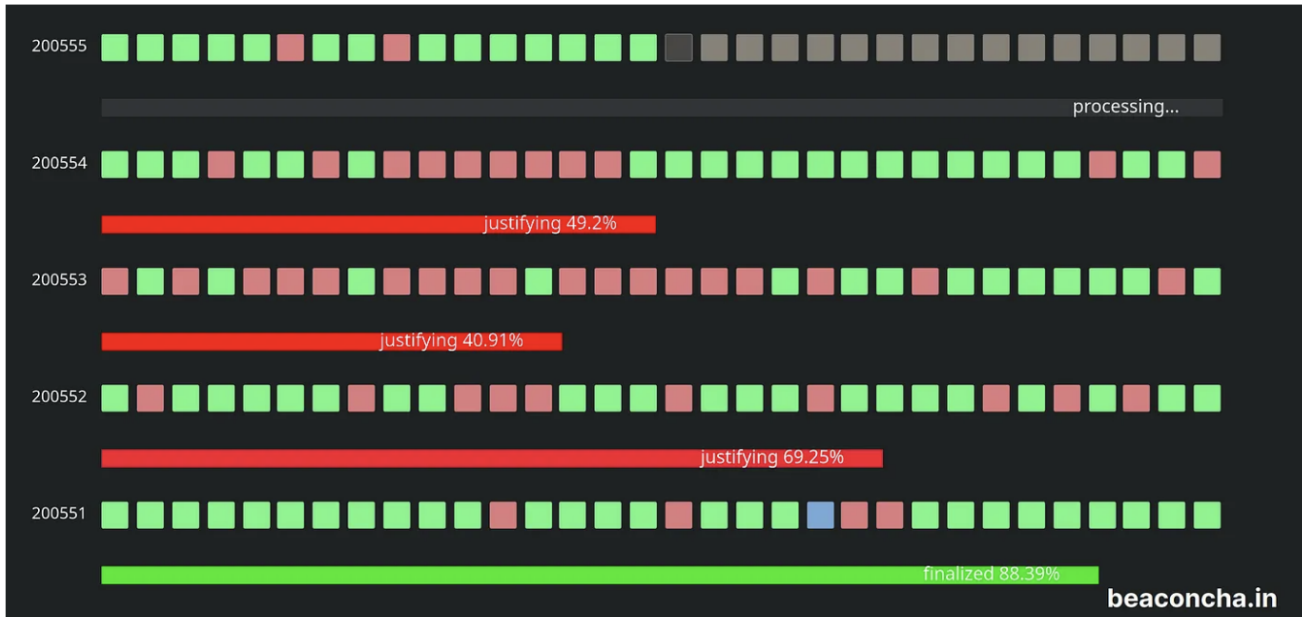 200555
processing...
200554
justifying 49.2%
200553
justifying 40.91%
200552
justifying 69.25%
200551
finalized 88.39%
beaconcha.in